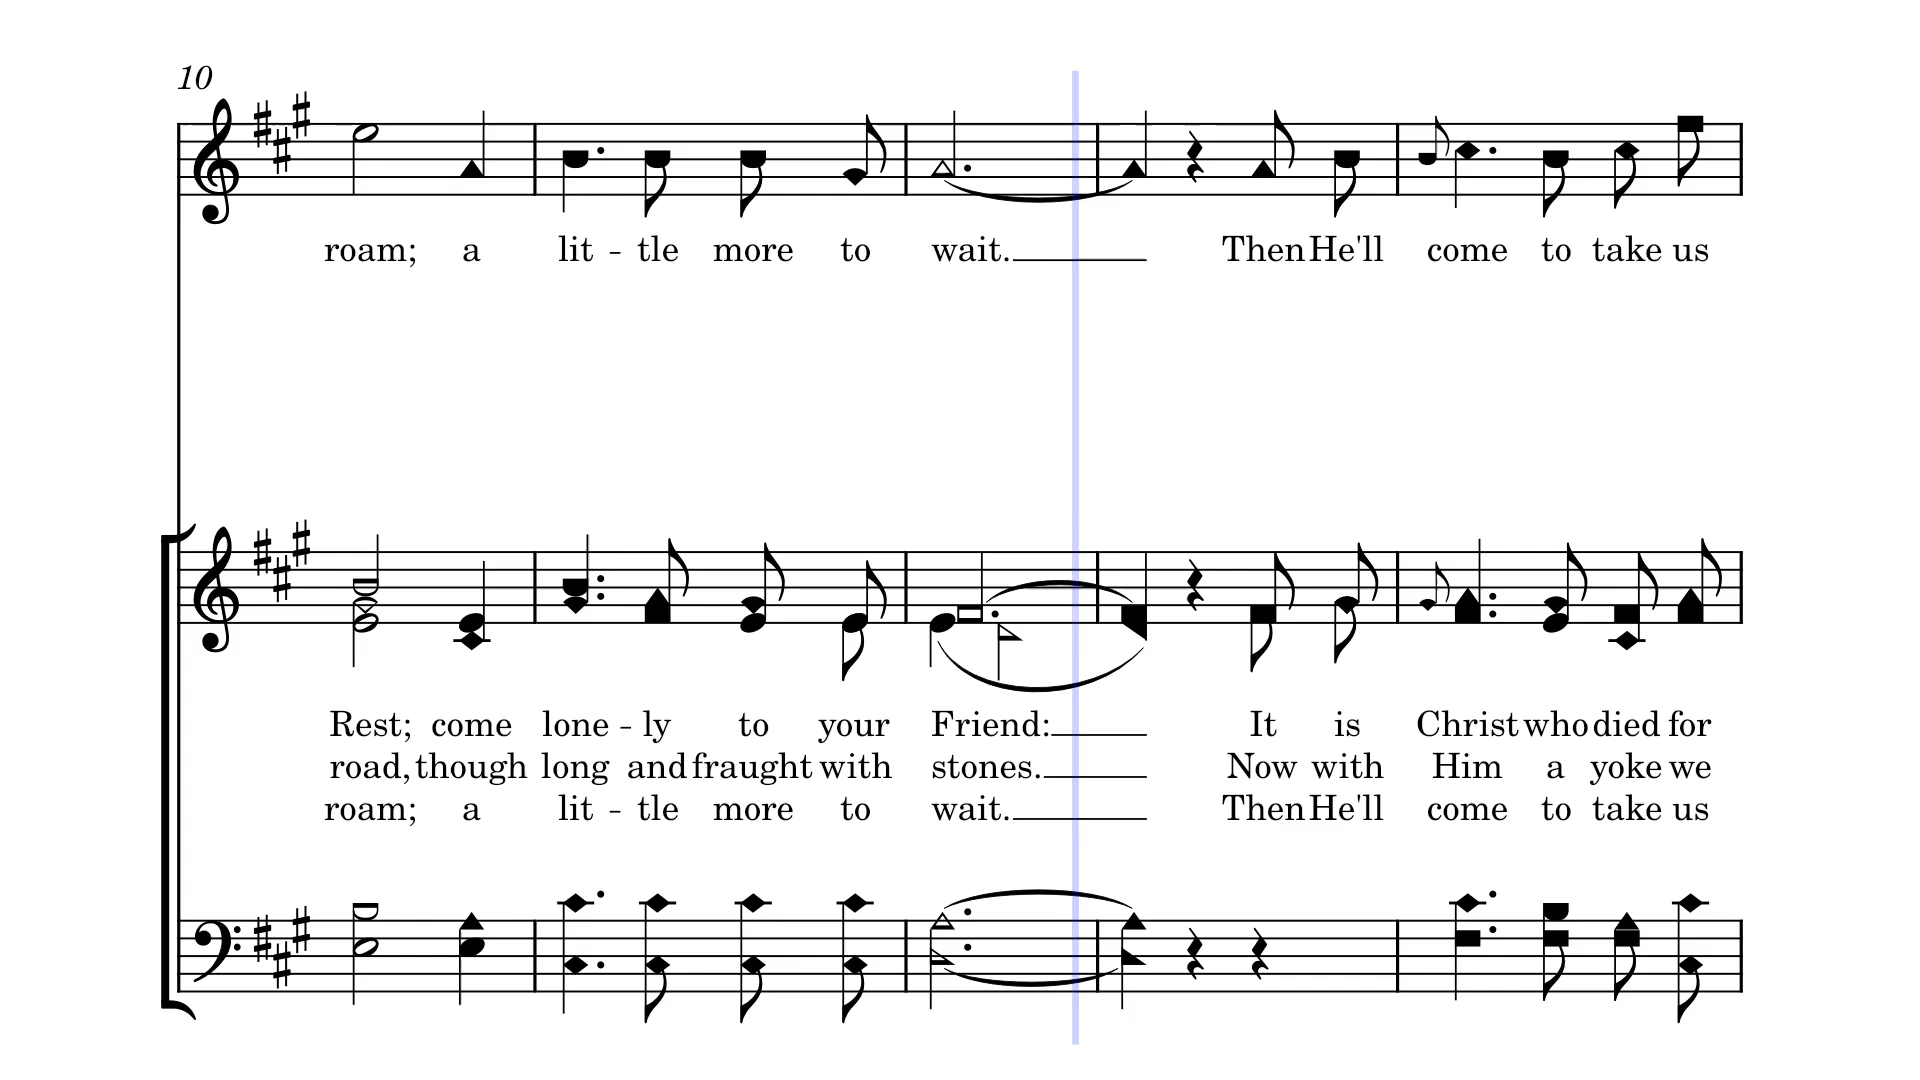 10
roam; a lit - tle more to wait. Then He'll come to take us
Rest; come lone - ly to your Friend: It is Christ who died for
road, though long and fraught with stones. Now with Him a yoke we
roam; a lit - tle more to wait. Then He'll come to take us